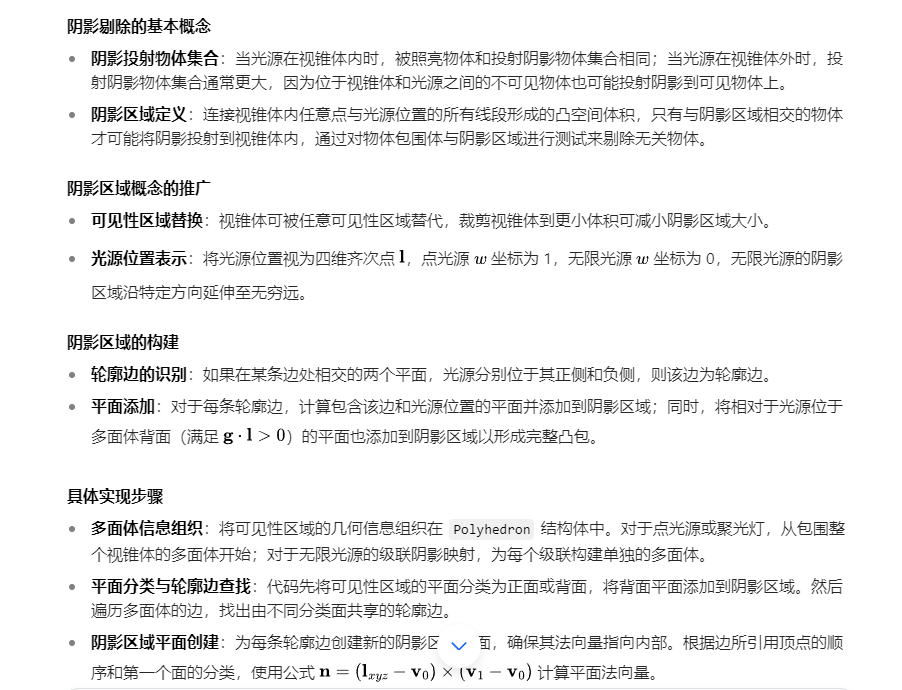 阴影剔除的基本概念
阴影投射物体集合：当光源在视锥体内时，被照亮物体和投射阴影物体集合相同；当光源在视锥体外时，投
射阴影物体集合通常更大，因为位于视锥体和光源之间的不可见物体也可能投射阴影到可见物体上。
阴影区域定义：连接视锥体内任意点与光源位置的所有线段形成的凸空间体积，只有与阴影区域相交的物体
才可能将阴影投射到视锥体内，通过对物体包围体与阴影区域进行测试来剔除无关物体。
阴影区域概念的推广
可见性区域替换：视锥体可被任意可见性区域替代，裁剪视锥体到更小体积可减小阴影区域大小。
光源位置表示：将光源位置视为四维齐次点 l，点光源 w 坐标为 1，无限光源 w 坐标为 0，无限光源的阴影
区域沿特定方向延伸至无穷远。
阴影区域的构建
轮廓边的识别：如果在某条边处相交的两个平面，光源分别位于其正侧和负侧，则该边为轮廓边。
平面添加：对于每条轮廓边，计算包含该边和光源位置的平面并添加到阴影区域；同时，将相对于光源位于
多面体背面（满足 g · l > 0）的平面也添加到阴影区域以形成完整凸包。
具体实现步骤
多面体信息组织：将可见性区域的几何信息组织在 Polyhedron 结构体中。对于点光源或聚光灯，从包围整
个视锥体的多面体开始；对于无限光源的级联阴影映射，为每个级联构建单独的多面体。
平面分类与轮廓边查找：代码先将可见性区域的平面分类为正面或背面，将背面平面添加到阴影区域。然后
遍历多面体的边，找出由不同分类面共享的轮廓边。
阴影区域平面创建：为每条轮廓边创建新的阴影区 面，确保其法向量指向内部。根据边所引用顶点的顺
序和第一个面的分类，使用公式 n = (l_xyz − v₀) × (v₁ − v₀) 计算平面法向量。